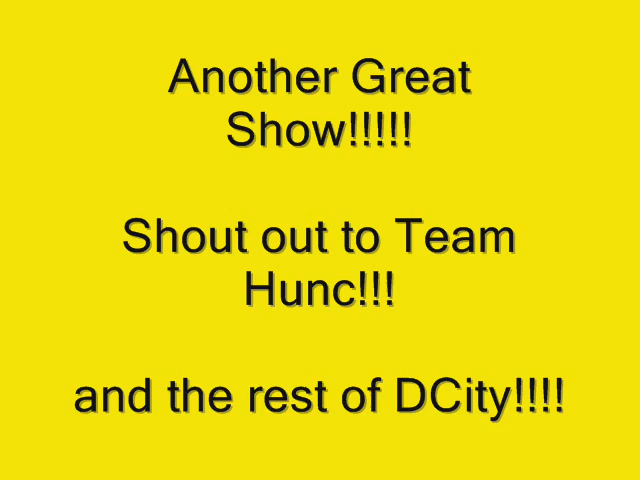 Another Great
Show!!!!!
Shout out to Team
Hunc!!!
and the rest of DCity!!!!